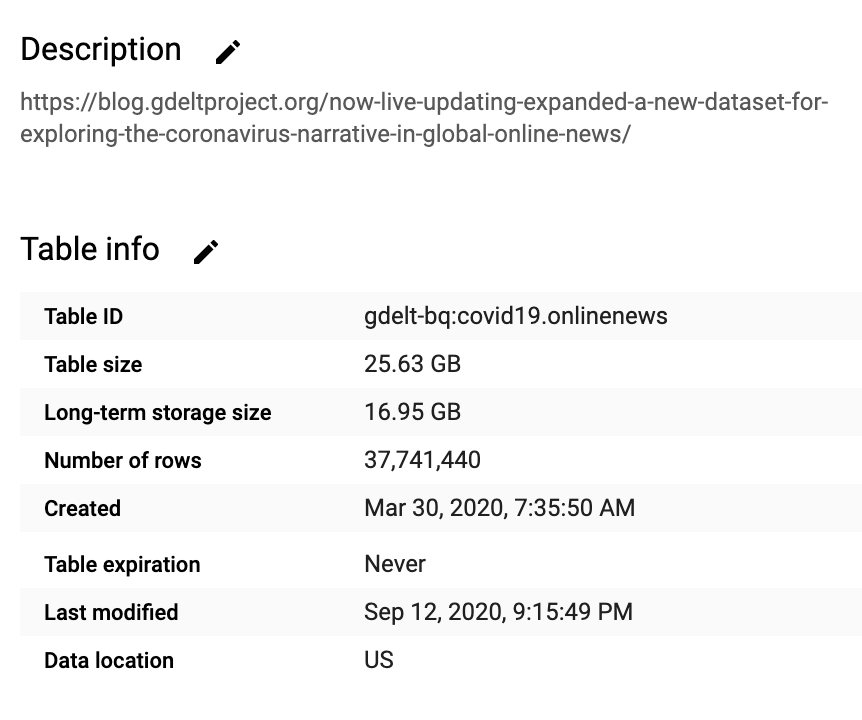 Description
https://blog.gdeltproject.org/now-live-updating-expanded-a-new-dataset-for-
exploring-the-coronavirus-narrative-in-global-online-news/
Table info
Table ID gdelt-bq:covid19.onlinenews
Table size 25.63 GB
Long-term storage size 16.95 GB
Number of rows 37,741,440
Created Mar 30, 2020, 7:35:50 AM
Table expiration Never
Last modified Sep 12, 2020, 9:15:49 PM
Data location US